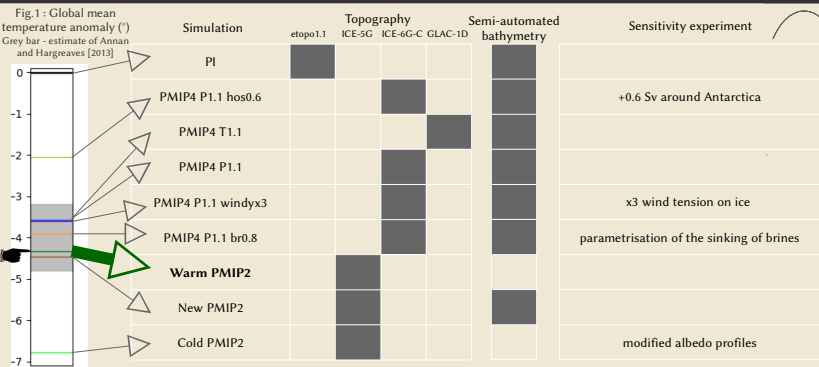 Fig.1 : Global mean
temperature anomaly (°)
Grey bar - estimate of Annan
and Hargreaves [2013]
0
-1
-2
-3
-4
-5
-6
-7
Simulation
Topography
etopo1.1 ICE-5G ICE-6G-C GLAC-1D
Semi-automated
bathymetry
Sensitivity experiment
PI
PMIP4 P1.1 hos0.6 +0.6 Sv around Antarctica
PMIP4 T1.1
PMIP4 P1.1
PMIP4 P1.1 windyx3 x3 wind tension on ice
PMIP4 P1.1 br0.8 parametrisation of the sinking of brines
Warm PMIP2
New PMIP2
Cold PMIP2 modified albedo profiles